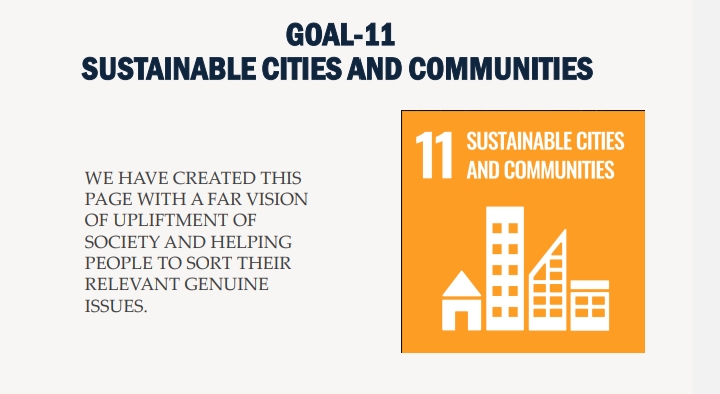 GOAL-11
SUSTAINABLE CITIES AND COMMUNITIES
WE HAVE CREATED THIS
PAGE WITH A FAR VISION
OF UPLIFTMENT OF
SOCIETY AND HELPING
PEOPLE TO SORT THEIR
RELEVANT GENUINE
ISSUES.
11 SUSTAINABLE CITIES
AND COMMUNITIES